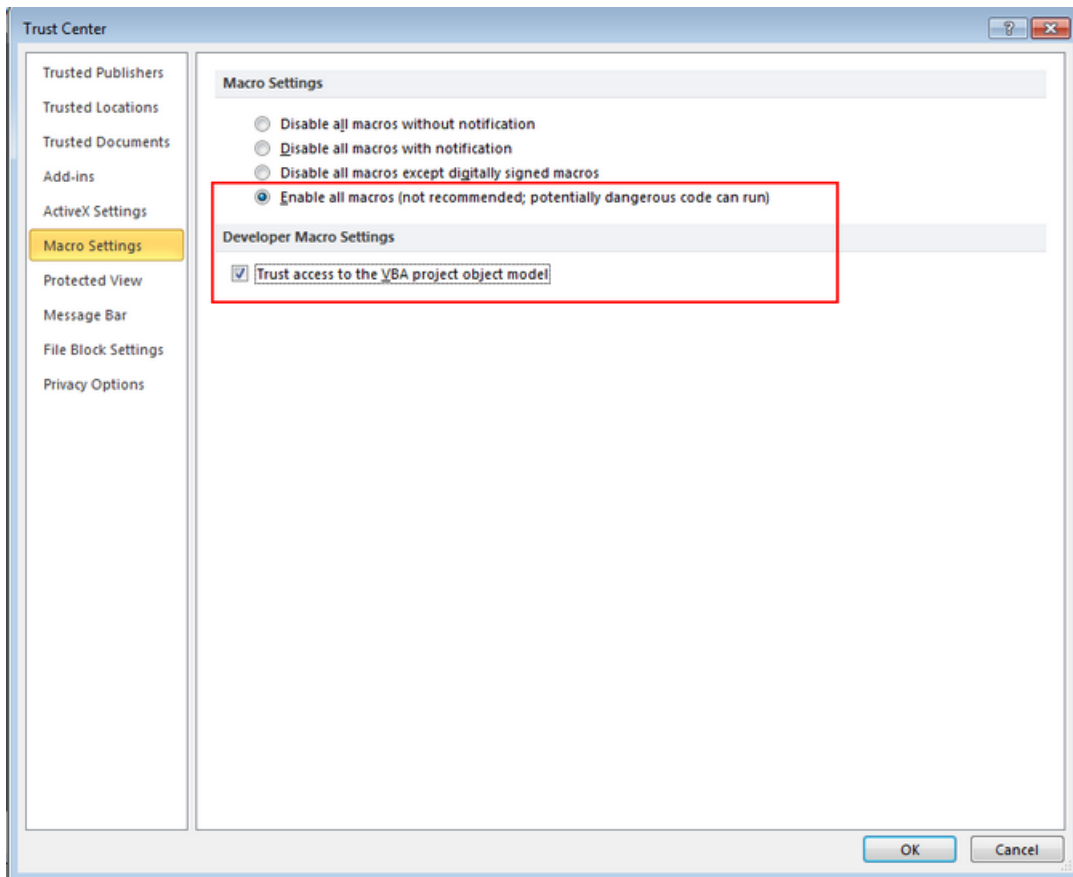 Trust Center
Trusted Publishers
Trusted Locations
Trusted Documents
Add-ins
ActiveX Settings
Macro Settings
Protected View
Message Bar
File Block Settings
Privacy Options
Macro Settings
Disable all macros without notification
Disable all macros with notification
Disable all macros except digitally signed macros
Enable all macros (not recommended; potentially dangerous code can run)
Developer Macro Settings
Trust access to the VBA project object model
OK
Cancel